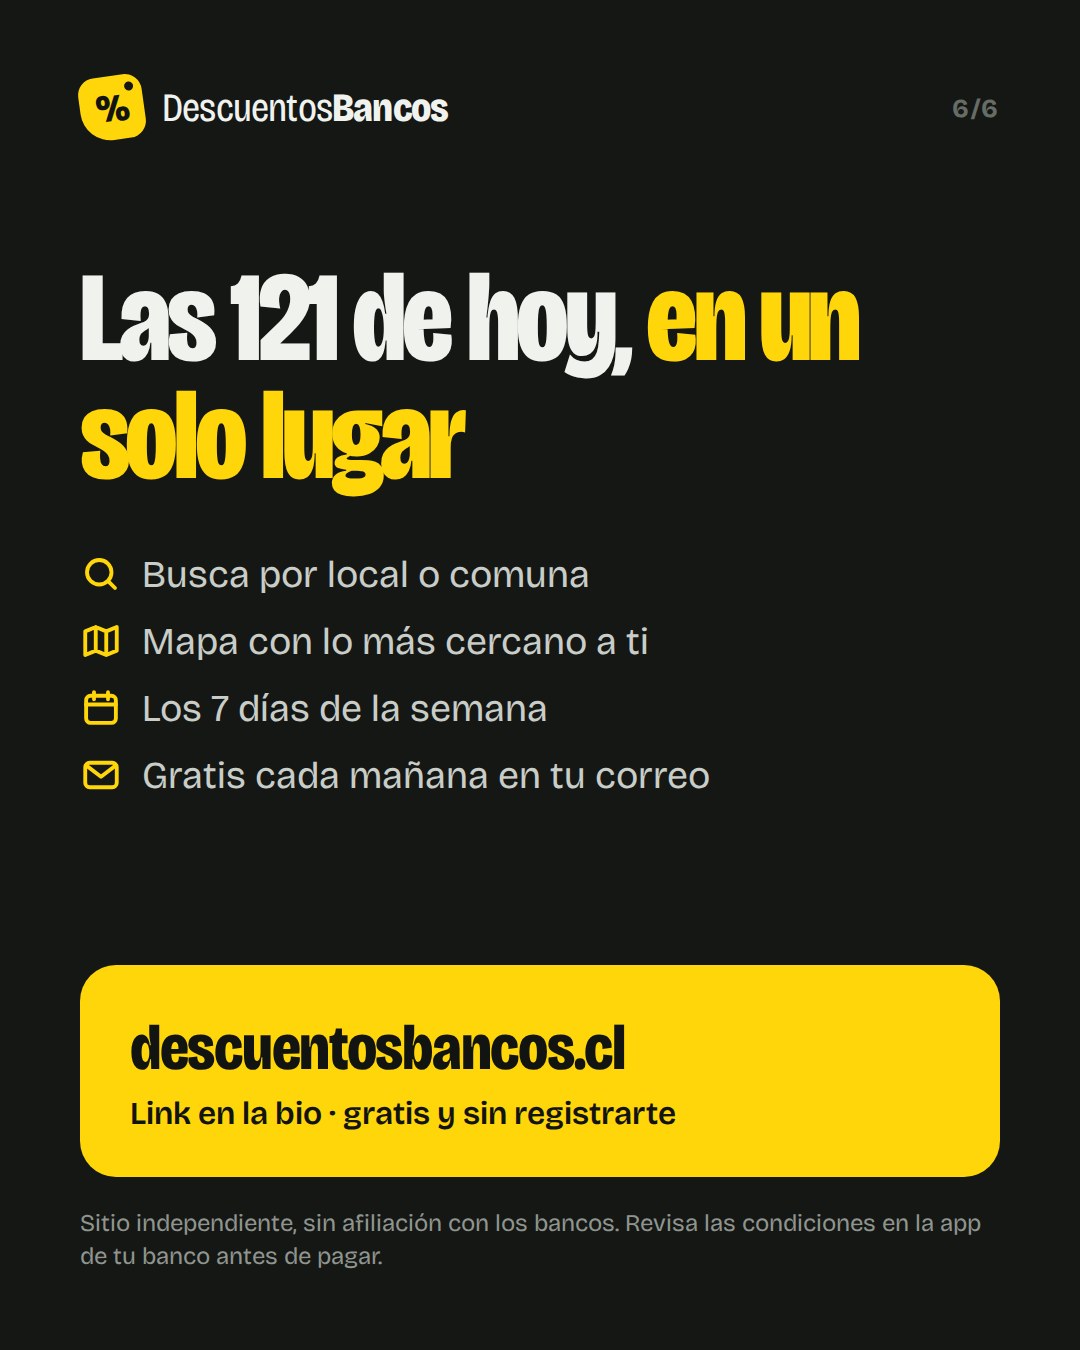 %
DescuentosBancos
6/6
Las 121 de hoy, en un
solo lugar
Busca por local o comuna
Mapa con lo más cercano a ti
Los 7 días de la semana
Gratis cada mañana en tu correo
descuentosbancos.cl
Link en la bio · gratis y sin registrarte
Sitio independiente, sin afiliación con los bancos. Revisa las condiciones en la app
de tu banco antes de pagar.